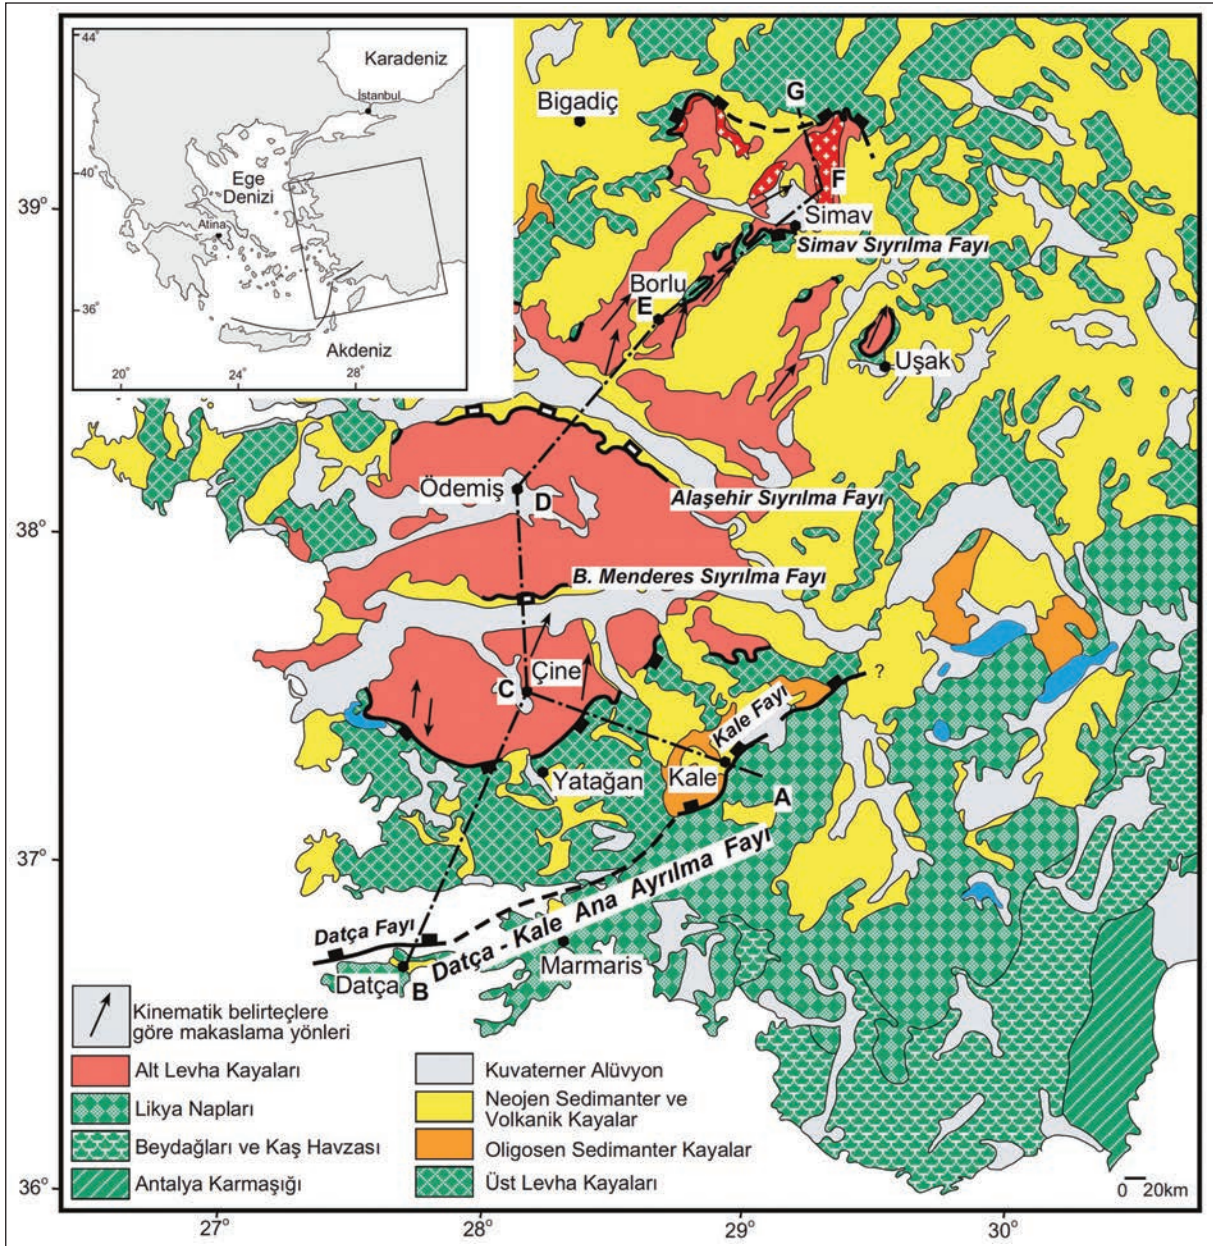 44°
40°
36°
20°
24°
28°
Karadeniz
İstanbul
Ege
Denizi
Atina
Akdeniz
39°
38°
37°
36°
27°
28°
29°
30°
Bigadiç
G
F
Simav
Simav Sıyrılma Fayı
Borlu
E
Uşak
Ödemiş
D
Alaşehir Sıyrılma Fayı
B. Menderes Sıyrılma Fayı
Çine
C
?
Kale Fayı
Yatağan
Kale
A
Datça - Kale Ana Ayrılma Fayı
Datça Fayı
Marmaris
Datça
B
Kinematik belirteçlere
göre makaslama yönleri
Alt Levha Kayaları
Likya Napları
Beydağları ve Kaş Havzası
Antalya Karmaşığı
Kuvaterner Alüvyon
Neojen Sedimanter ve
Volkanik Kayalar
Oligosen Sedimanter Kayalar
Üst Levha Kayaları
0 20km